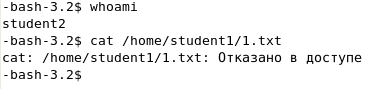 -bash-3.2$ whoami
student2
-bash-3.2$ cat /home/student1/1.txt
cat: /home/student1/1.txt: Отказано в доступе
-bash-3.2$